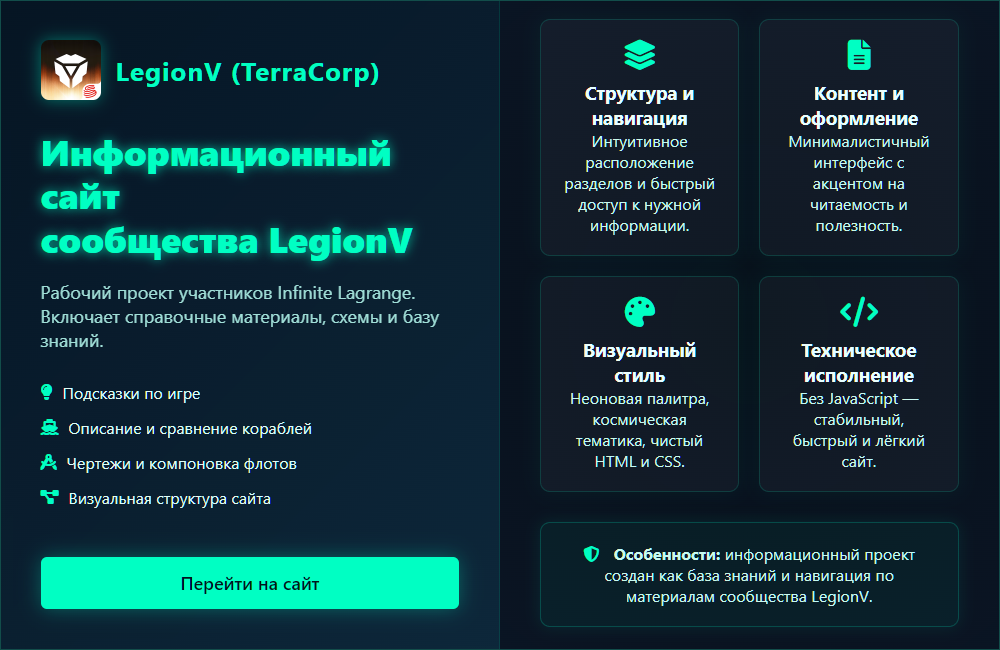 LegionV (TerraCorp)
Информационный
сайт
сообщества LegionV
Рабочий проект участников Infinite Lagrange.
Включает справочные материалы, схемы и базу
знаний.
Подсказки по игре
Описание и сравнение кораблей
Чертежи и компоновка флотов
Визуальная структура сайта
Перейти на сайт
Структура и
навигация
Интуитивное
расположение
разделов и быстрый
доступ к нужной
информации.
Контент и
оформление
Минималистичный
интерфейс с
акцентом на
читаемость и
полезность.
Визуальный
стиль
Неоновая палитра,
космическая
тематика, чистый
HTML и CSS.
Техническое
исполнение
Без JavaScript —
стабильный,
быстрый и лёгкий
сайт.
Особенности: информационный проект
создан как база знаний и навигация по
материалам сообщества LegionV.